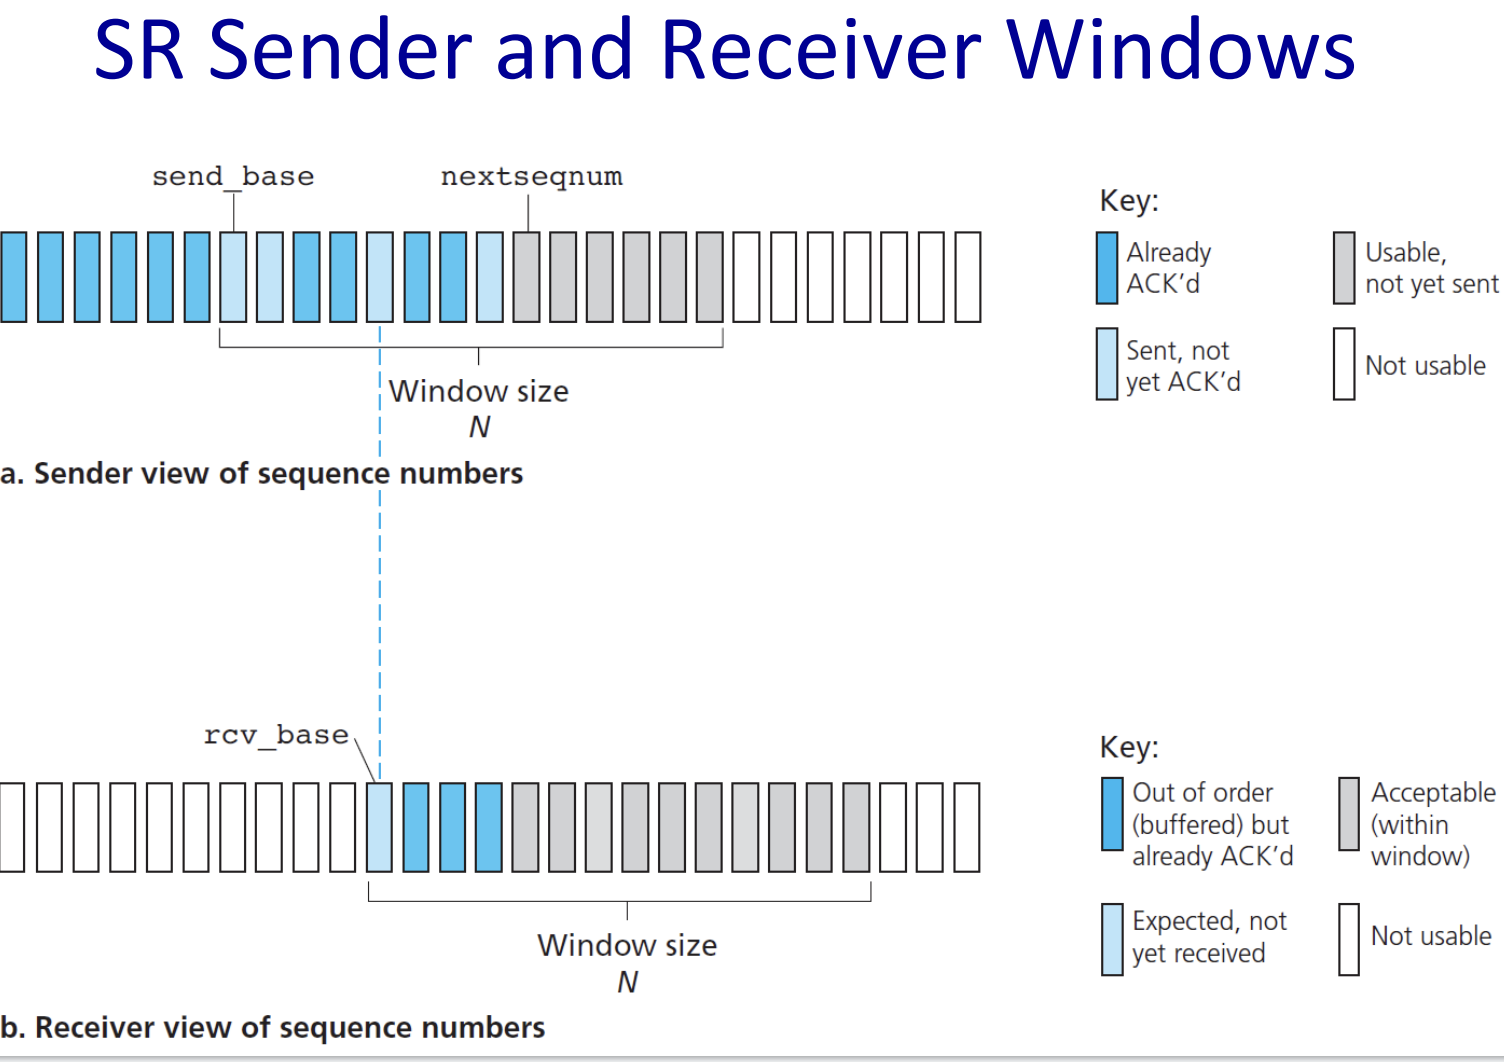 SR Sender and Receiver Windows
send_base
nextseqnum
Key:
Already
ACK’d
Usable,
not yet sent
Sent, not
yet ACK’d
Not usable
Window size
N
a. Sender view of sequence numbers
rcv_base
Key:
Out of order
(buffered) but
already ACK’d
Acceptable
(within
window)
Expected, not
yet received
Not usable
Window size
N
b. Receiver view of sequence numbers